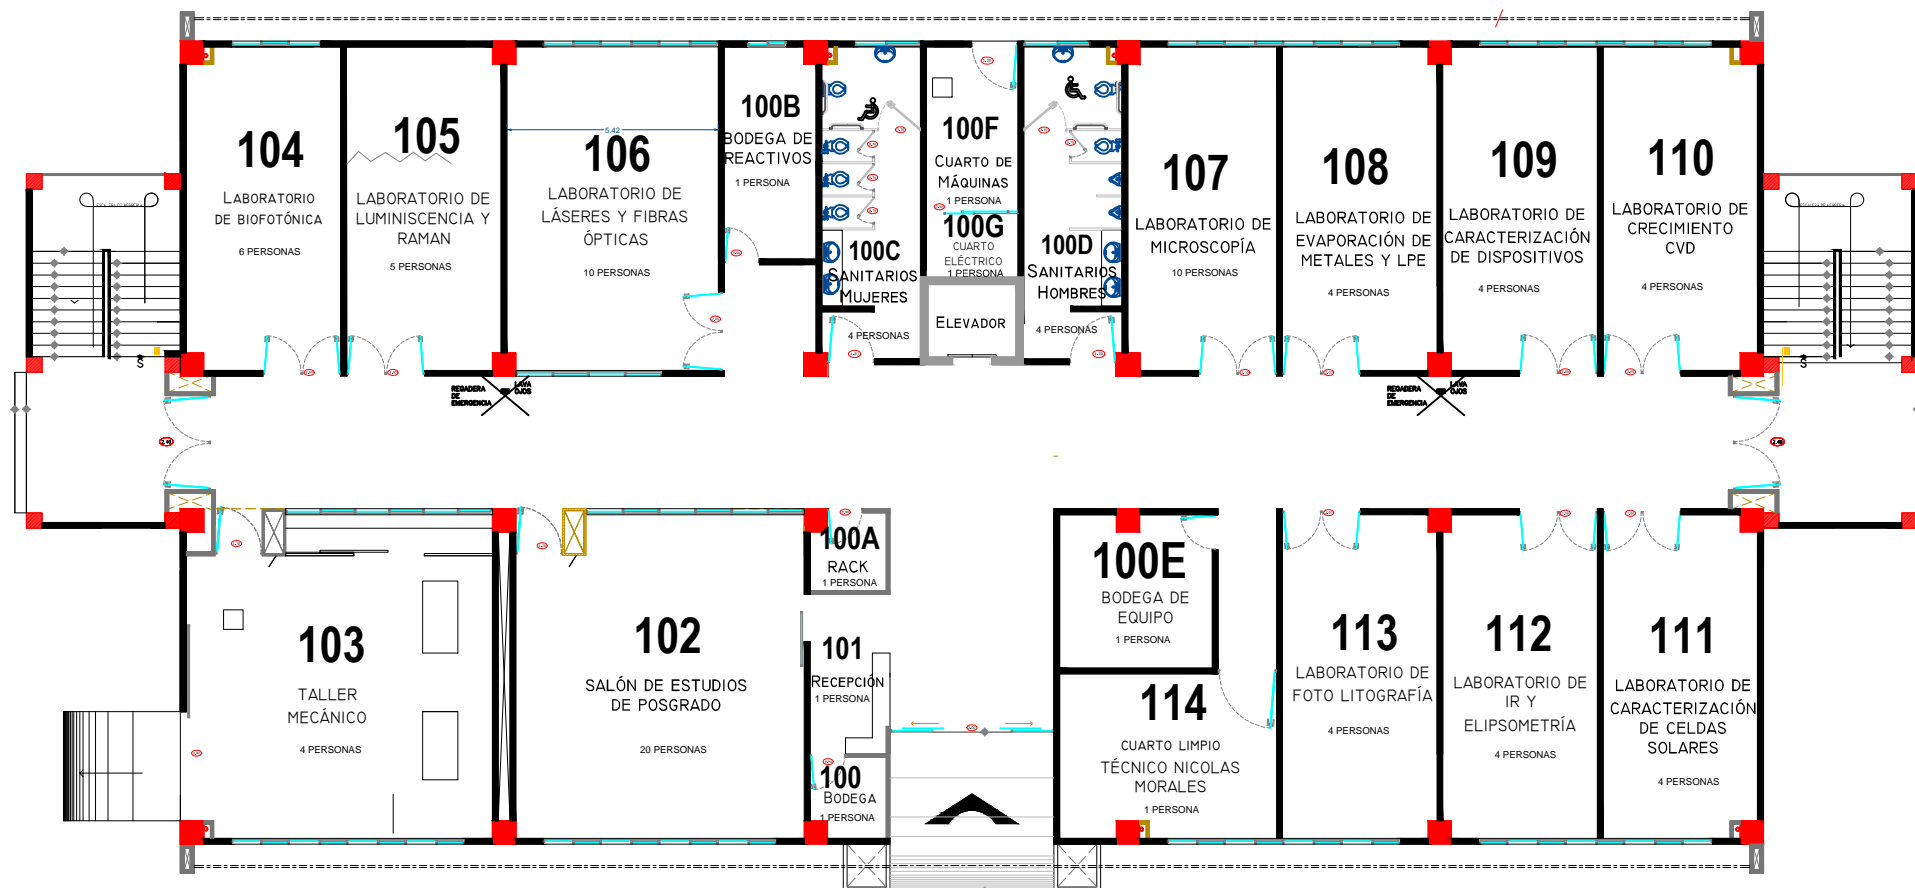 104
LABORATORIO
DE BIOFOTÓNICA
6 PERSONAS
105
LABORATORIO DE
LUMINISCENCIA Y
RAMAN
5 PERSONAS
5.42
106
LABORATORIO DE
LÁSERES Y FIBRAS
ÓPTICAS
10 PERSONAS
100B
BODEGA DE
REACTIVOS
1 PERSONA
100C
SANITARIOS
MUJERES
4 PERSONAS
100F
CUARTO DE
MÁQUINAS
1 PERSONA
100G
CUARTO
ELÉCTRICO
1 PERSONA
ELEVADOR
100D
SANITARIOS
HOMBRES
4 PERSONAS
107
LABORATORIO DE
MICROSCOPÍA
10 PERSONAS
108
LABORATORIO DE
EVAPORACIÓN DE
METALES Y LPE
4 PERSONAS
109
LABORATORIO DE
CARACTERIZACIÓN
DE DISPOSITIVOS
4 PERSONAS
110
LABORATORIO DE
CRECIMIENTO
CVD
4 PERSONAS
S
S
REGADERA
DE
EMERGENCIA
LAVA
OJOS
REGADERA
DE
EMERGENCIA
LAVA
OJOS
103
TALLER
MECÁNICO
4 PERSONAS
102
SALÓN DE ESTUDIOS
DE POSGRADO
20 PERSONAS
100A
RACK
1 PERSONA
101
RECEPCIÓN
1 PERSONA
100
BODEGA
1 PERSONA
100E
BODEGA DE
EQUIPO
1 PERSONA
114
CUARTO LIMPIO
TÉCNICO NICOLAS
MORALES
1 PERSONA
113
LABORATORIO DE
FOTO LITOGRAFÍA
4 PERSONAS
112
LABORATORIO DE
IR Y
ELIPSOMETRÍA
4 PERSONAS
111
LABORATORIO DE
CARACTERIZACIÓN
DE CELDAS
SOLARES
4 PERSONAS